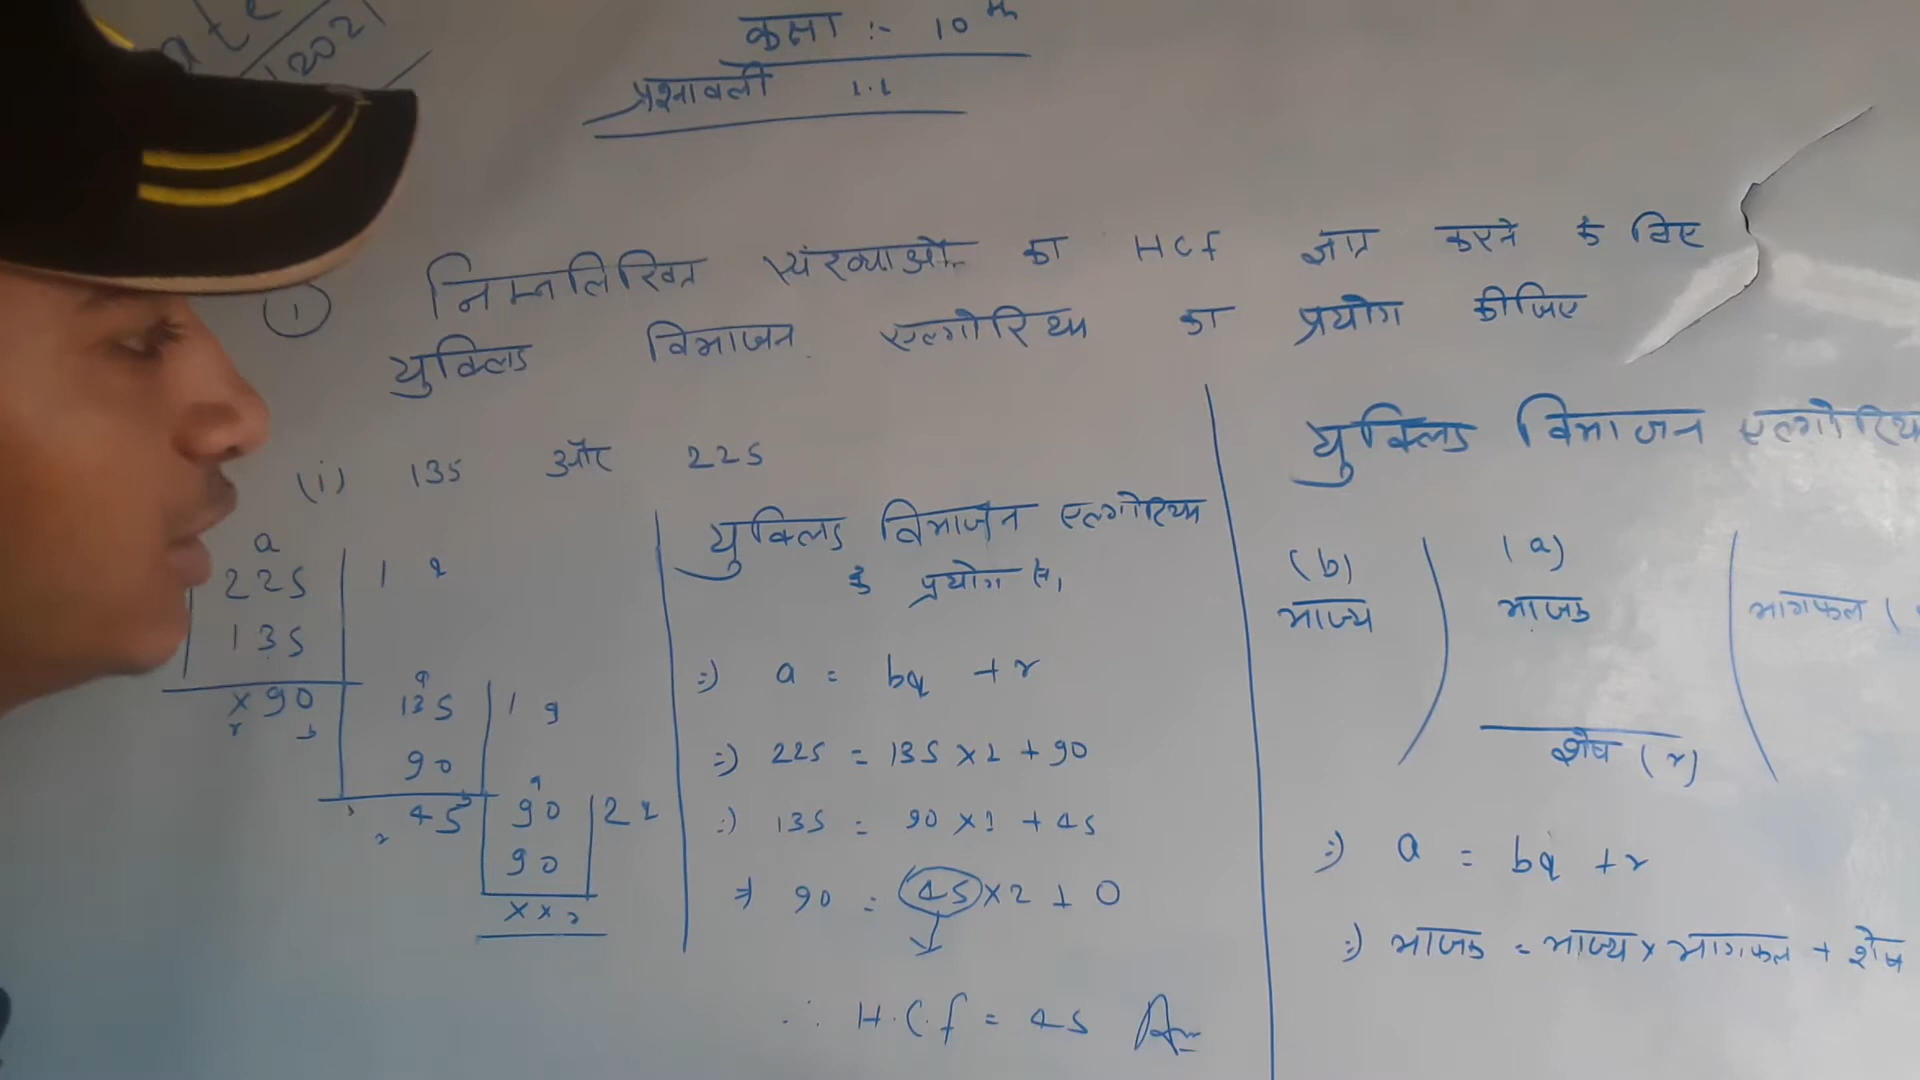 ate
2021
कक्षा :- 10th
प्रश्नावली 1.1
① निम्नलिखित संख्याओं का HCF ज्ञात करने के लिए
युक्लिड विभाजन एल्गोरिथ्म का प्रयोग कीजिए
(i) 135 और 225
a
225 | 1 q
135
x90 | 135 | 1 q
90
45 | 90 | 2 q
90
x x r
युक्लिड विभाजन एल्गोरिथ्म
के प्रयोग से,
=) a = bq + r
=) 225 = 135 x 1 + 90
=) 135 = 90 x 1 + 45
=) 90 = 45 x 2 + 0
∴ H.C.f = 45 Ans
युक्लिड विभाजन एल्गोरिथ्म
(b) (a)
भाज्य ) भाजक ( भागफल (
शेष (r)
=) a = bq + r
=) भाजक = भाज्य x भागफल + शेष